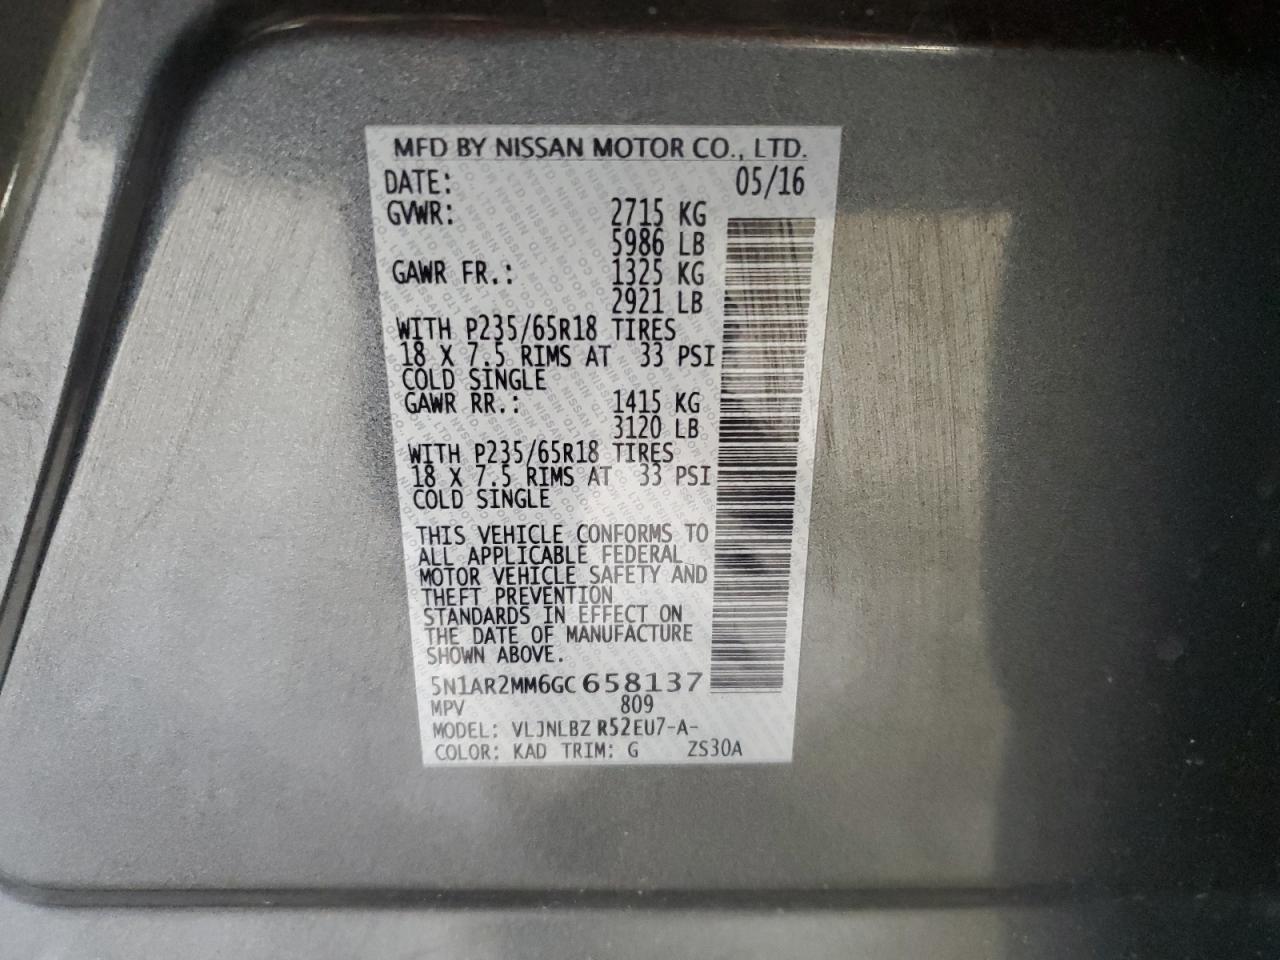 MFD BY NISSAN MOTOR CO., LTD.
DATE: 05/16
GVWR: 2715 KG
5986 LB
GAWR FR.: 1325 KG
2921 LB
WITH P235/65R18 TIRES
18 X 7.5 RIMS AT 33 PSI
COLD SINGLE
GAWR RR.: 1415 KG
3120 LB
WITH P235/65R18 TIRES
18 X 7.5 RIMS AT 33 PSI
COLD SINGLE
THIS VEHICLE CONFORMS TO
ALL APPLICABLE FEDERAL
MOTOR VEHICLE SAFETY AND
THEFT PREVENTION
STANDARDS IN EFFECT ON
THE DATE OF MANUFACTURE
SHOWN ABOVE.
5N1AR2MM6GC 658137
MPV 809
MODEL: VLJNLBZ R52EU7-A-
COLOR: KAD TRIM: G ZS30A